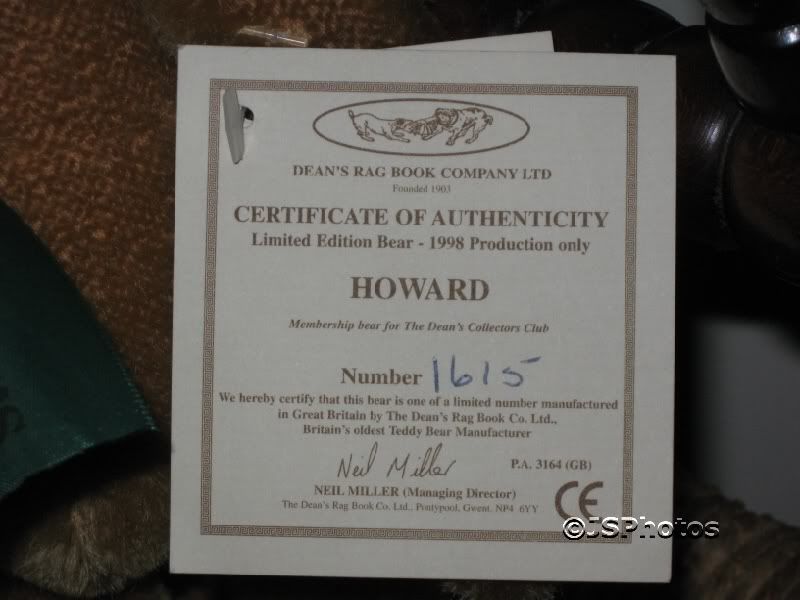 DEAN'S RAG BOOK COMPANY LTD
Founded 1903
CERTIFICATE OF AUTHENTICITY
Limited Edition Bear - 1998 Production only
HOWARD
Membership bear for The Dean's Collectors Club
Number 1615
We hereby certify that this bear is one of a limited number manufactured
in Great Britain by The Dean's Rag Book Co. Ltd.,
Britain's oldest Teddy Bear Manufacturer
Neil Miller
P.A. 3164 (GB)
NEIL MILLER (Managing Director)
The Dean's Rag Book Co. Ltd., Pontypool, Gwent. NP4 6YY
CE
©JSPhotos